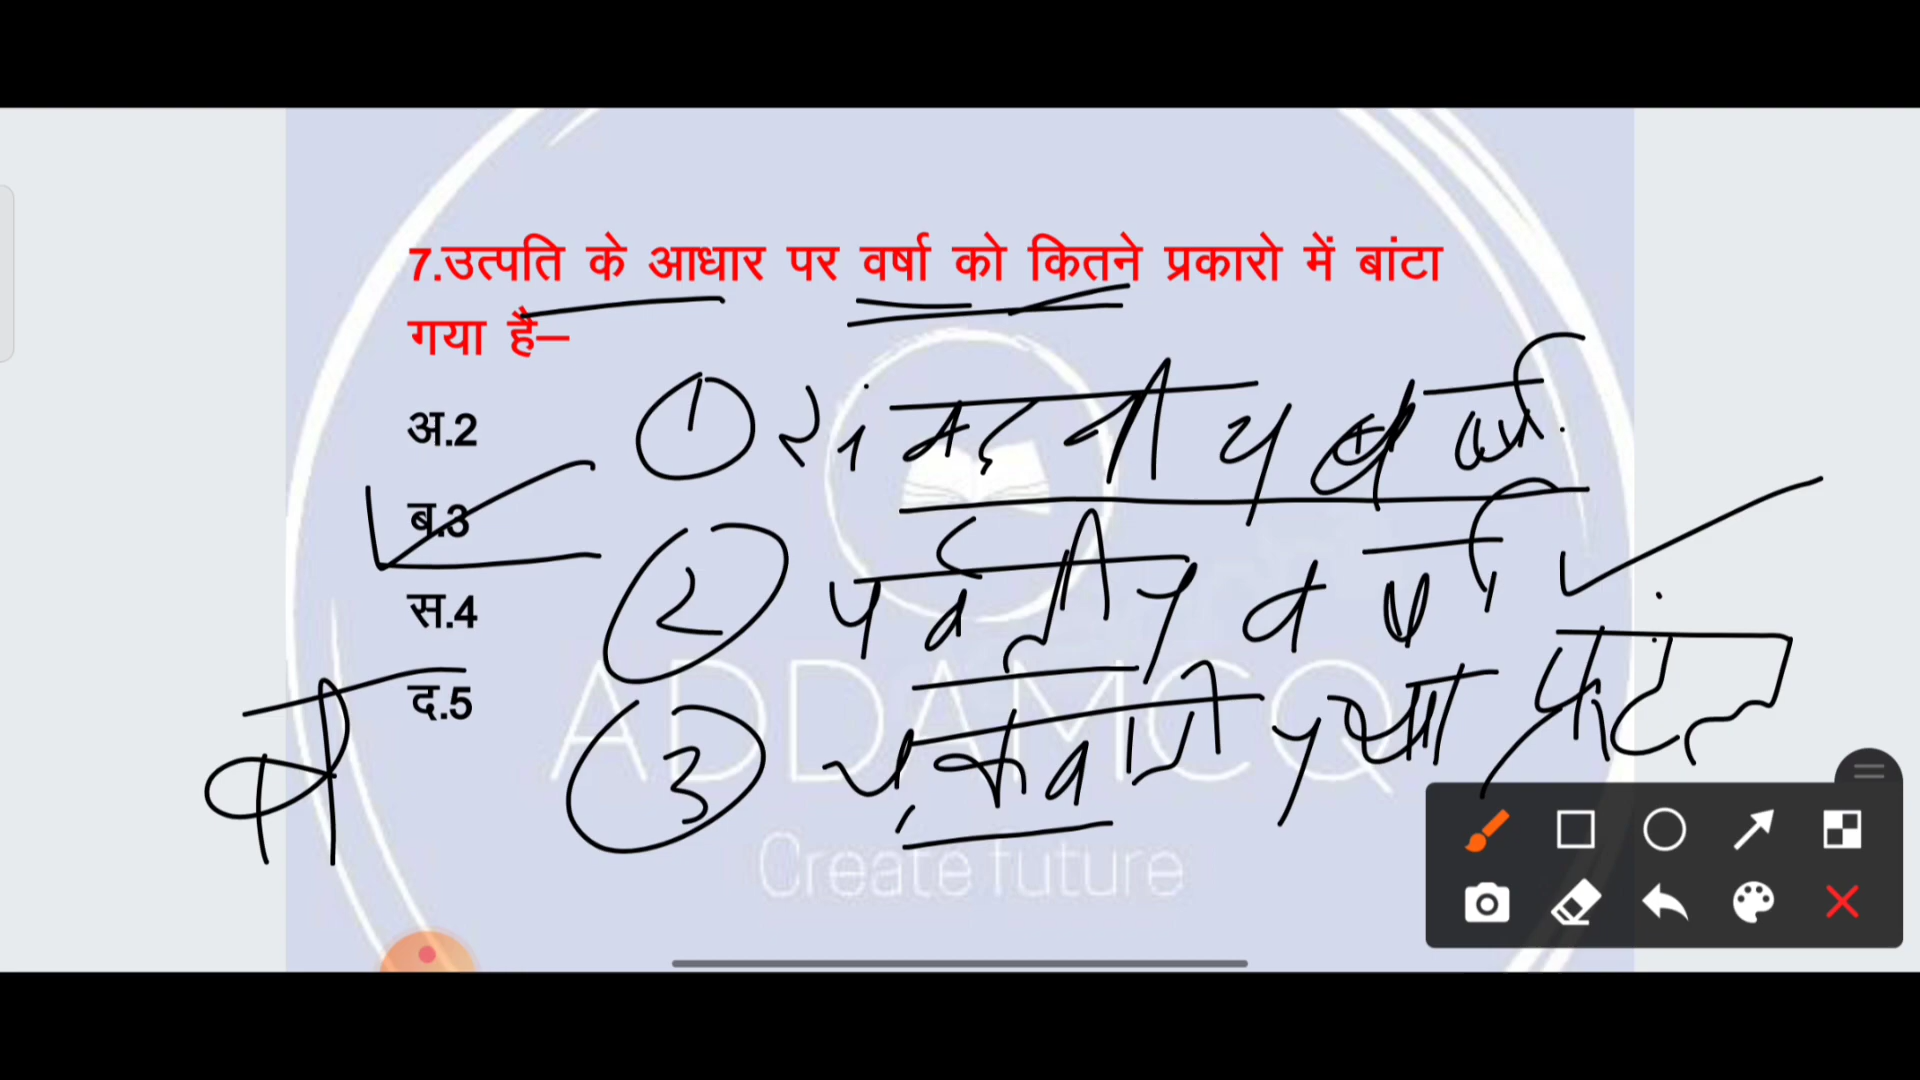 7.उत्पति के आधार पर वर्षा को कितने प्रकारो में बांटा
गया है–
अ.2
① संवहनीय वर्षा
ब.3
② पर्वतीय वर्षा
स.4
द.5
③ चक्रवातीय या
ADDAMCQ
Create future